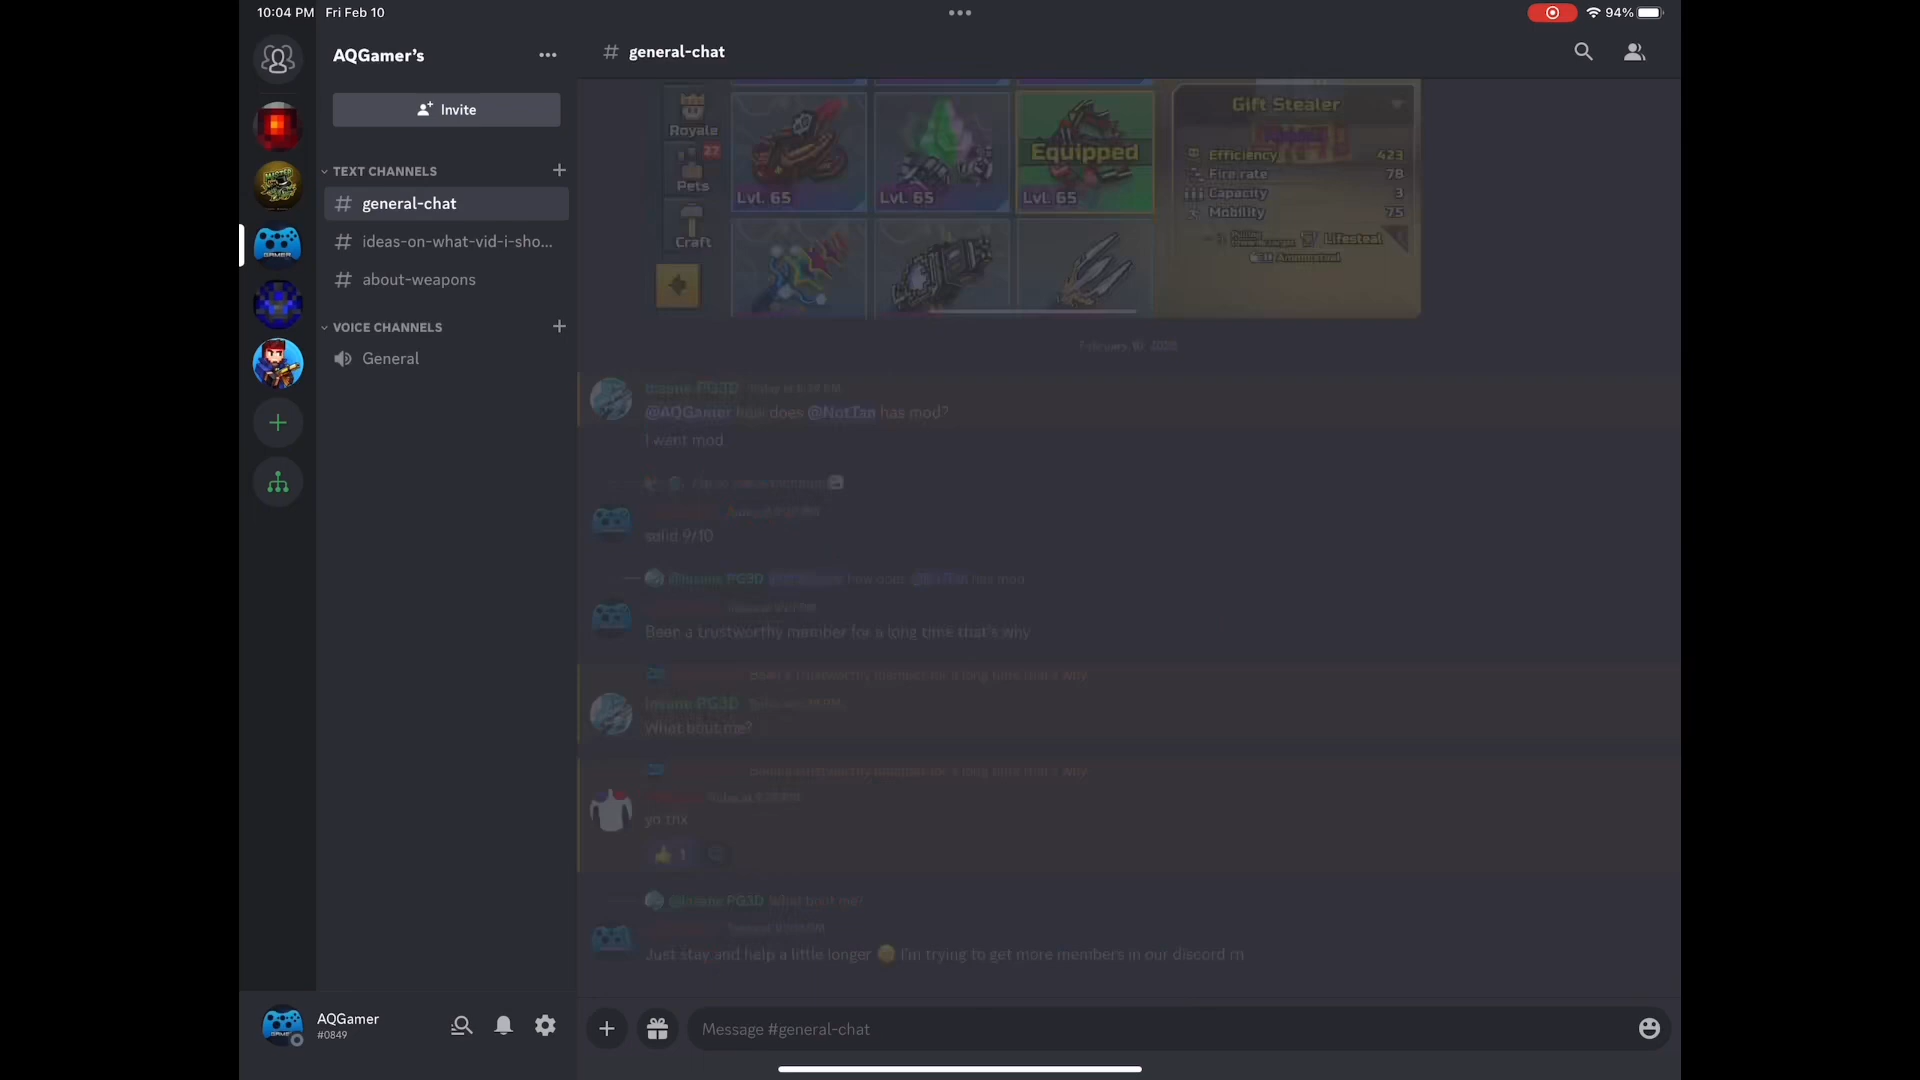 10:04 PM Fri Feb 10
94%
AQGamer's
Invite
TEXT CHANNELS
general-chat
ideas-on-what-vid-i-sho...
about-weapons
VOICE CHANNELS
General
AQGamer
#0849
# general-chat
Royale
27
Pets
Craft
Lvl. 65
Lvl. 65
Equipped
Lvl. 65
Gift Stealer
Efficiency 423
Fire rate 78
Capacity 3
Mobility 75
Lifesteal
Insane PG3D
@AQGamer how does @NotTan has mod?
I want mod
solid 9/10
@Insane PG3D how does has mod
Been a trustworthy member for a long time that's why
Been a trustworthy member for a long time that's why
Insane PG3D
What bout me?
Been a trustworthy member for a long time that's why
yo tnx
1
@Insane PG3D What bout me?
Just stay and help a little longer I'm trying to get more members in our discord rn
Message #general-chat